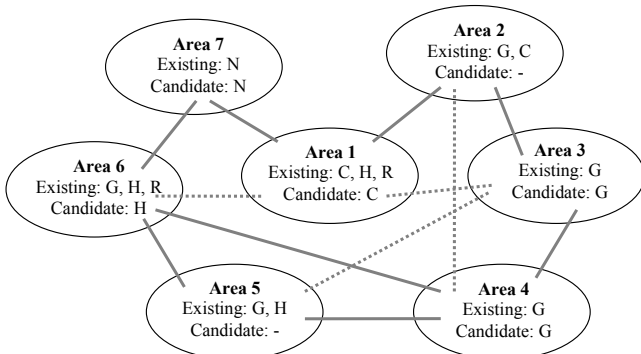 Area 2
Existing: G, C
Candidate: -
Area 7
Existing: N
Candidate: N
Area 1
Existing: C, H, R
Candidate: C
Area 3
Existing: G
Candidate: G
Area 6
Existing: G, H, R
Candidate: H
Area 5
Existing: G, H
Candidate: -
Area 4
Existing: G
Candidate: G